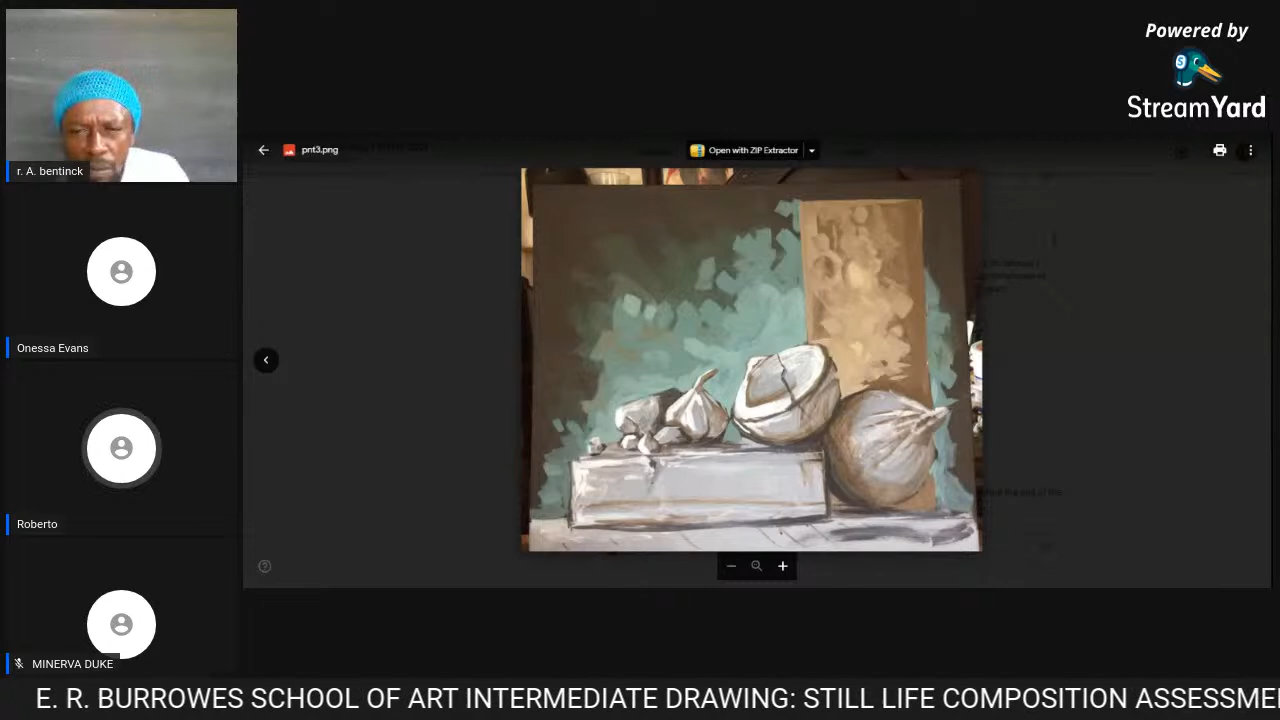 Powered by
StreamYard
pnt3.png
Open with ZIP Extractor
r. A. bentinck
Onessa Evans
Roberto
MINERVA DUKE
E. R. BURROWES SCHOOL OF ART INTERMEDIATE DRAWING: STILL LIFE COMPOSITION ASSESSME